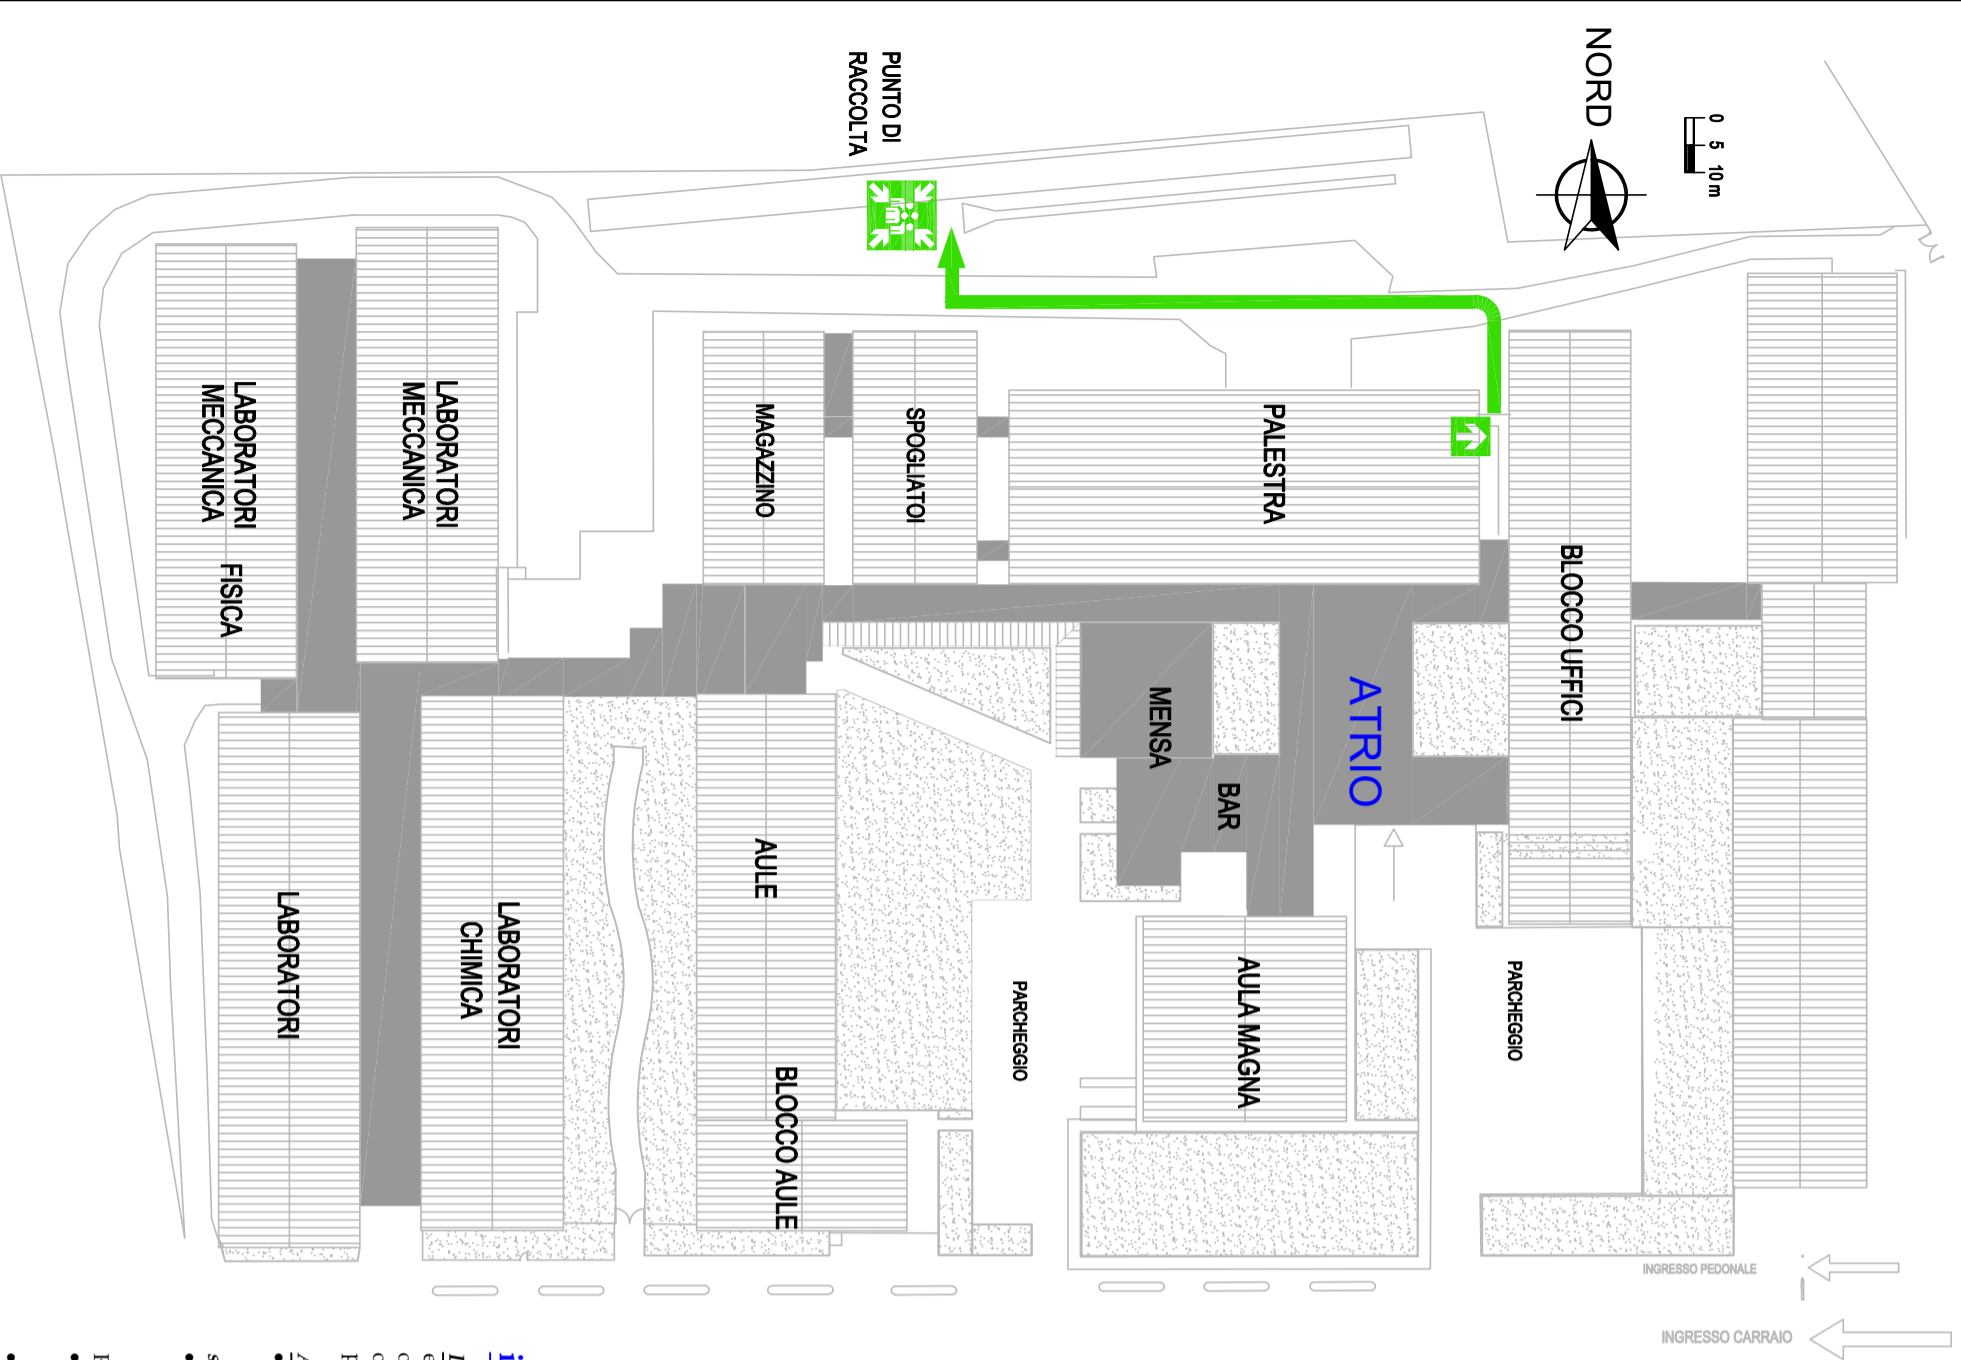 NORD
0 5 10 m
PUNTO DI
RACCOLTA
LABORATORI
MECCANICA
FISICA
LABORATORI
MECCANICA
MAGAZZINO
SPOGLIATOI
PALESTRA
BLOCCO UFFICI
ATRIO
MENSA
BAR
AULE
BLOCCO AULE
LABORATORI
LABORATORI
CHIMICA
AULA MAGNA
PARCHEGGIO
PARCHEGGIO
INGRESSO PEDONALE
INGRESSO CARRAIO